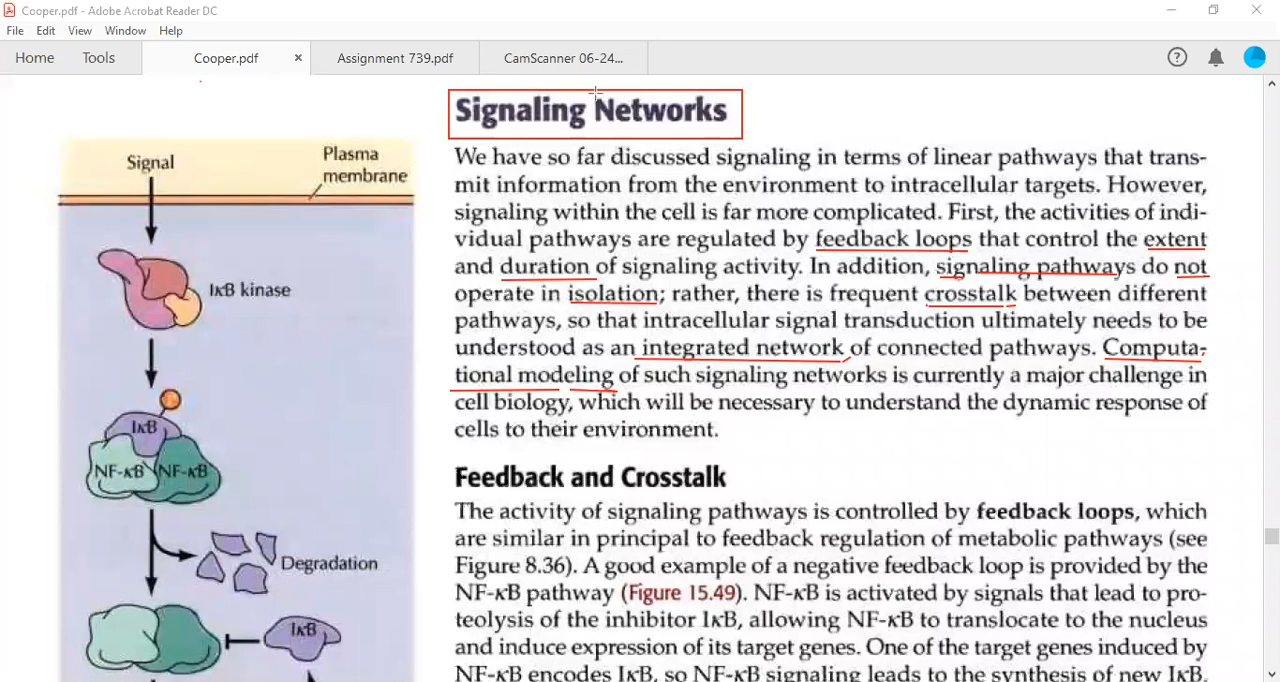 Cooper.pdf - Adobe Acrobat Reader DC
File Edit View Window Help
Home Tools Cooper.pdf × Assignment 739.pdf CamScanner 06-24...
Signal
Plasma
membrane
IκB kinase
IκB
NF-κB NF-κB
Degradation
IκB
Signaling Networks
We have so far discussed signaling in terms of linear pathways that trans-
mit information from the environment to intracellular targets. However,
signaling within the cell is far more complicated. First, the activities of indi-
vidual pathways are regulated by feedback loops that control the extent
and duration of signaling activity. In addition, signaling pathways do not
operate in isolation; rather, there is frequent crosstalk between different
pathways, so that intracellular signal transduction ultimately needs to be
understood as an integrated network of connected pathways. Computa-
tional modeling of such signaling networks is currently a major challenge in
cell biology, which will be necessary to understand the dynamic response of
cells to their environment.
Feedback and Crosstalk
The activity of signaling pathways is controlled by feedback loops, which
are similar in principal to feedback regulation of metabolic pathways (see
Figure 8.36). A good example of a negative feedback loop is provided by the
NF-κB pathway (Figure 15.49). NF-κB is activated by signals that lead to pro-
teolysis of the inhibitor IκB, allowing NF-κB to translocate to the nucleus
and induce expression of its target genes. One of the target genes induced by
NF-κB encodes IκB, so NF-κB signaling leads to the synthesis of new IκB.